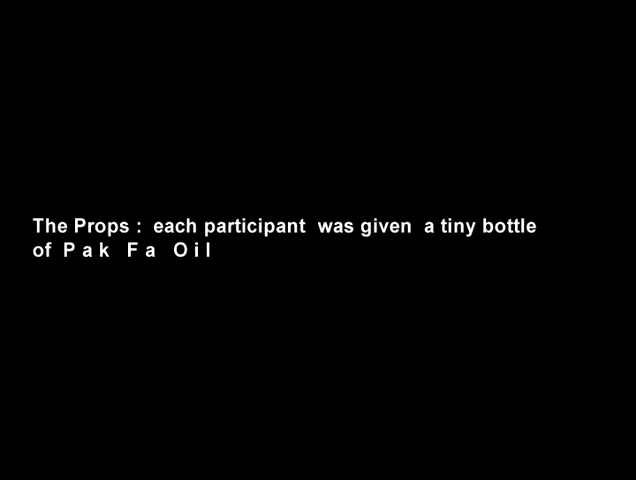 The Props : each participant was given a tiny bottle
of P a k F a O i l